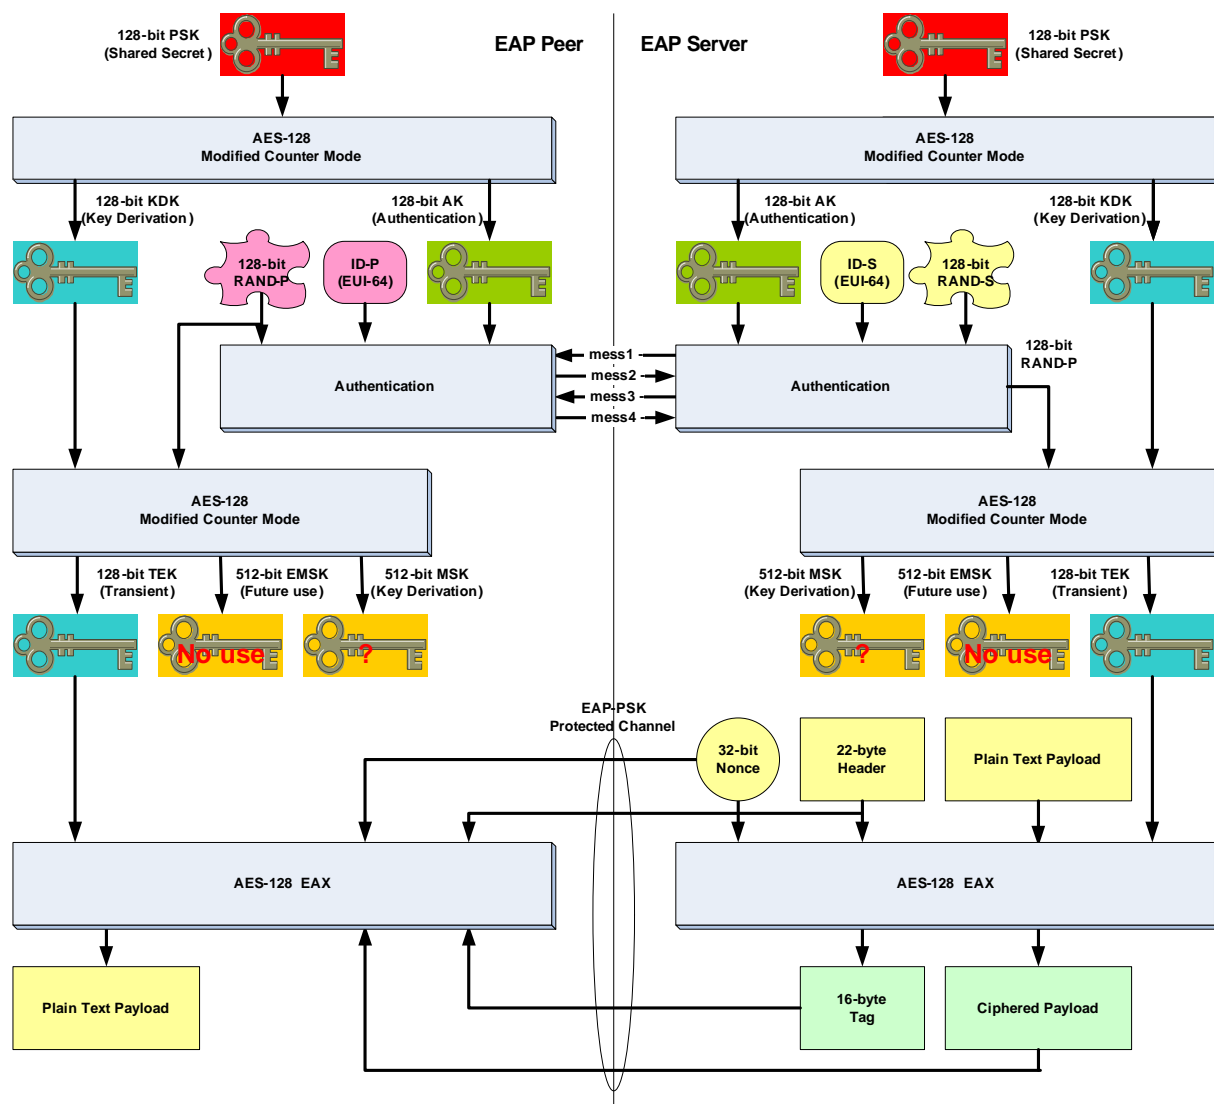 128-bit PSK
(Shared Secret)
EAP Peer
EAP Server
128-bit PSK
(Shared Secret)
AES-128
Modified Counter Mode
AES-128
Modified Counter Mode
128-bit KDK
(Key Derivation)
128-bit AK
(Authentication)
128-bit AK
(Authentication)
128-bit KDK
(Key Derivation)
128-bit
RAND-P
ID-P
(EUI-64)
ID-S
(EUI-64)
128-bit
RAND-S
Authentication
mess1
mess2
mess3
mess4
Authentication
128-bit
RAND-P
AES-128
Modified Counter Mode
AES-128
Modified Counter Mode
128-bit TEK
(Transient)
512-bit EMSK
(Future use)
512-bit MSK
(Key Derivation)
512-bit MSK
(Key Derivation)
512-bit EMSK
(Future use)
128-bit TEK
(Transient)
No use
?
?
No use
EAP-PSK
Protected Channel
32-bit
Nonce
22-byte
Header
Plain Text Payload
AES-128 EAX
AES-128 EAX
Plain Text Payload
16-byte
Tag
Ciphered Payload